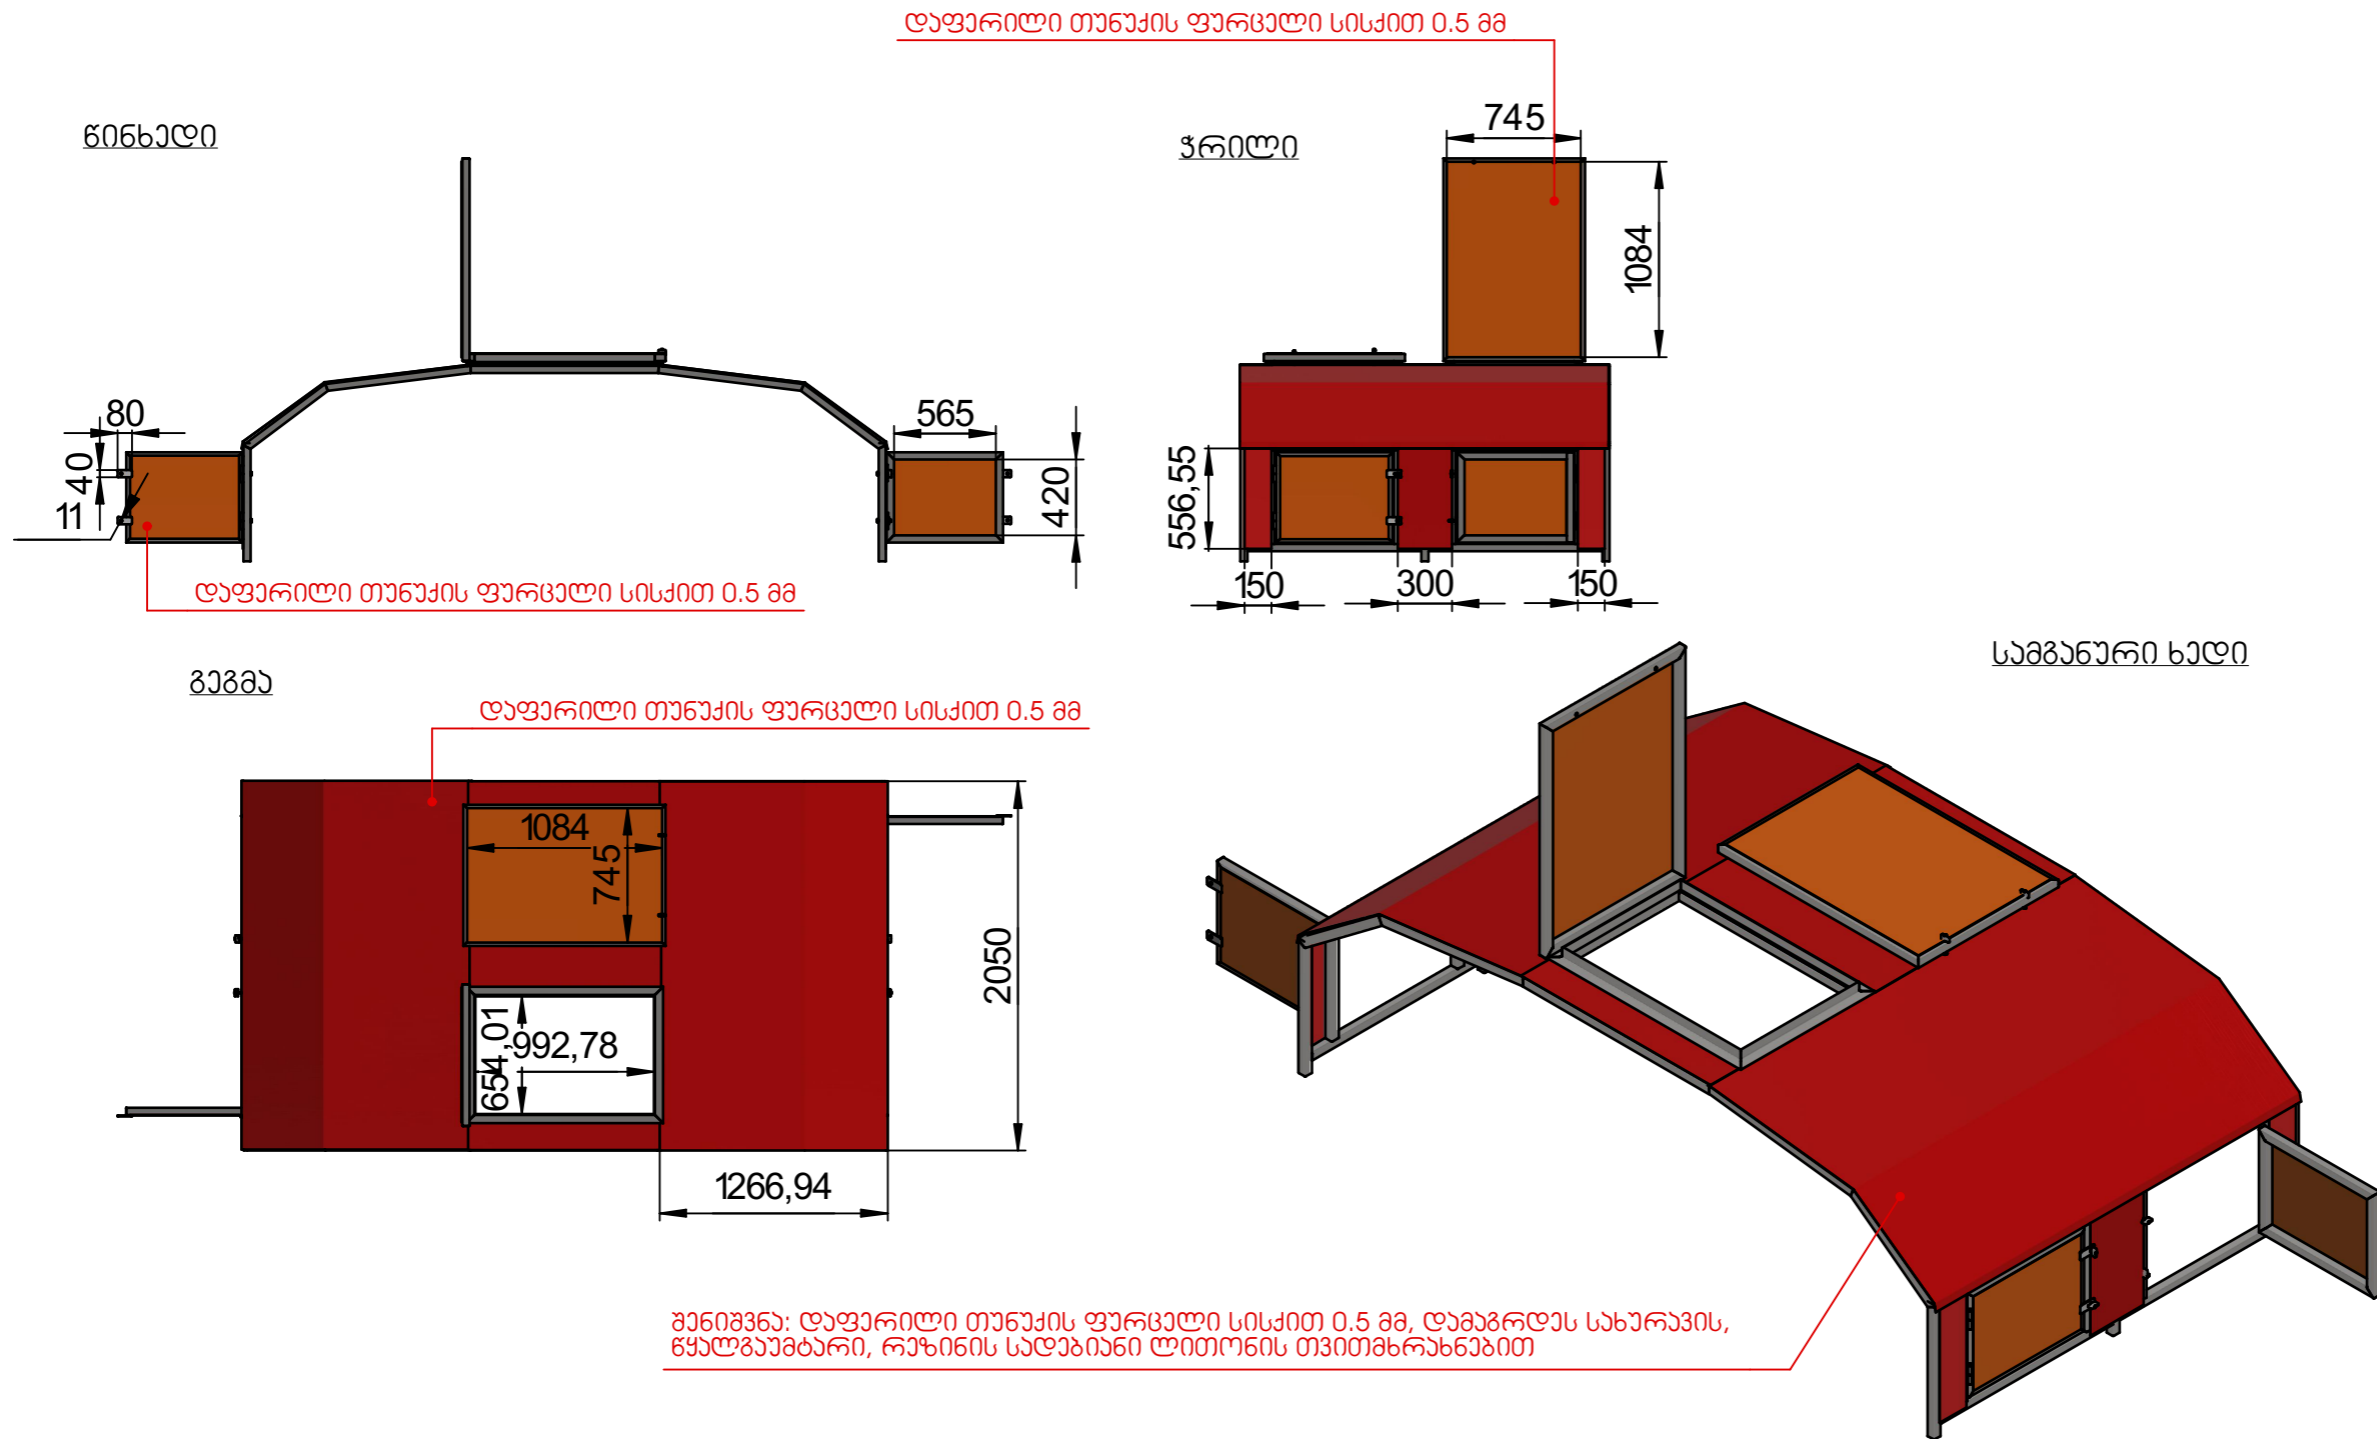 დაფერილი თუნუქის ფურცელი სისქით 0.5 მმ
წინხედი
ჭრილი
745
1084
80
40
11
565
420
556,55
150
300
150
დაფერილი თუნუქის ფურცელი სისქით 0.5 მმ
სამგანური ხედი
გეგმა
დაფერილი თუნუქის ფურცელი სისქით 0.5 მმ
1084
745
2050
654,01
992,78
1266,94
შენიშვნა: დაფერილი თუნუქის ფურცელი სისქით 0.5 მმ, დამაგრდეს სახურავის,
წყალგაუმტარი, რეზინის სადებიანი ლითონის თვითმხრახნებით